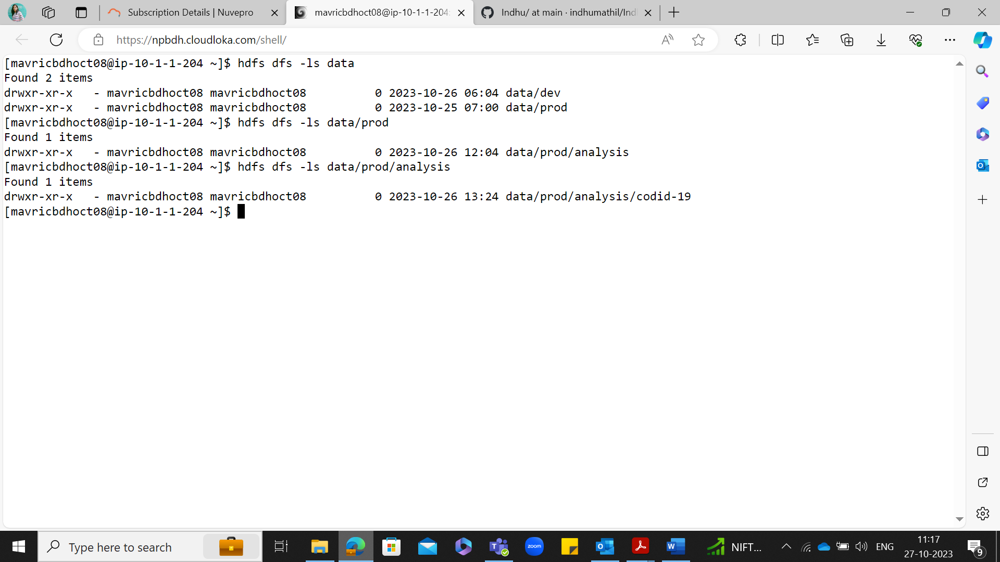 Subscription Details | Nuvepro
mavricbdhoct08@ip-10-1-1-204:
Indhu/ at main · indhumathil/Ind
https://npbdh.cloudloka.com/shell/
[mavricbdhoct08@ip-10-1-1-204 ~]$ hdfs dfs -ls data
Found 2 items
drwxr-xr-x   - mavricbdhoct08 mavricbdhoct08          0 2023-10-26 06:04 data/dev
drwxr-xr-x   - mavricbdhoct08 mavricbdhoct08          0 2023-10-25 07:00 data/prod
[mavricbdhoct08@ip-10-1-1-204 ~]$ hdfs dfs -ls data/prod
Found 1 items
drwxr-xr-x   - mavricbdhoct08 mavricbdhoct08          0 2023-10-26 12:04 data/prod/analysis
[mavricbdhoct08@ip-10-1-1-204 ~]$ hdfs dfs -ls data/prod/analysis
Found 1 items
drwxr-xr-x   - mavricbdhoct08 mavricbdhoct08          0 2023-10-26 13:24 data/prod/analysis/codid-19
[mavricbdhoct08@ip-10-1-1-204 ~]$
Type here to search
zoom
NIFT...
ENG
11:17
27-10-2023
9